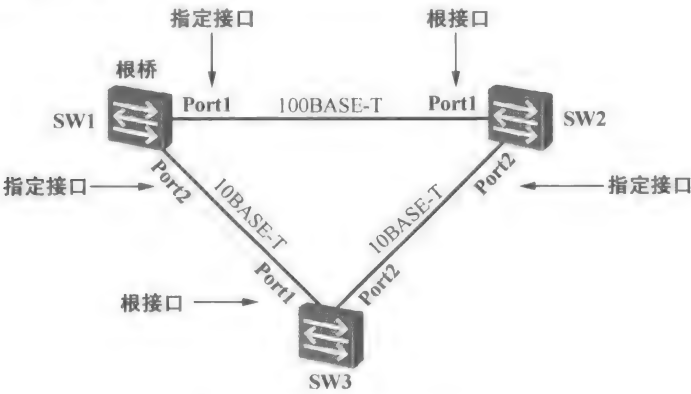 指定接口
根接口
根桥
SW1
Port1
100BASE-T
Port1
SW2
指定接口
Port2
10BASE-T
10BASE-T
Port2
指定接口
根接口
Port1
Port2
SW3